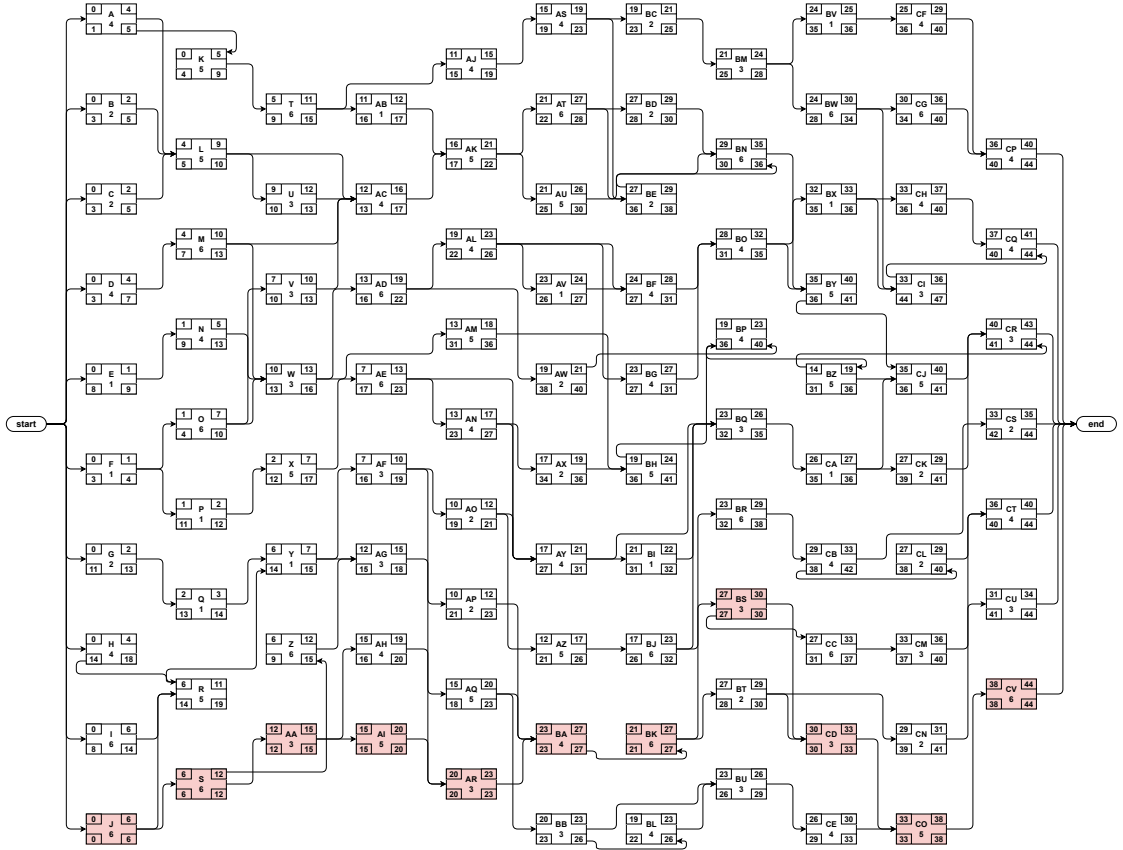 0 A 4
1 4 5
15 AS 19
19 4 23
19 BC 21
23 2 25
24 BV 25
35 1 36
25 CF 29
36 4 40
0 K 5
4 5 9
11 AJ 15
15 4 19
21 BM 24
25 3 28
0 B 2
3 2 5
5 T 11
9 6 15
11 AB 12
16 1 17
21 AT 27
22 6 28
27 BD 29
28 2 30
24 BW 30
28 6 34
30 CG 36
34 6 40
4 L 9
5 5 10
16 AK 21
17 5 22
29 BN 35
30 6 36
36 CP 40
40 4 44
0 C 2
3 2 5
9 U 12
10 3 13
12 AC 16
13 4 17
21 AU 26
25 5 30
27 BE 29
36 2 38
32 BX 33
35 1 36
33 CH 37
36 4 40
4 M 10
7 6 13
19 AL 23
22 4 26
28 BO 32
31 4 35
37 CQ 41
40 4 44
0 D 4
3 4 7
7 V 10
10 3 13
13 AD 19
16 6 22
23 AV 24
26 1 27
24 BF 28
27 4 31
35 BY 40
36 5 41
33 CI 36
44 3 47
1 N 5
9 4 13
13 AM 18
31 5 36
19 BP 23
36 4 40
40 CR 43
41 3 44
0 E 1
8 1 9
10 W 13
13 3 16
7 AE 13
17 6 23
19 AW 21
38 2 40
23 BG 27
27 4 31
14 BZ 19
31 5 36
35 CJ 40
36 5 41
start
1 O 7
4 6 10
13 AN 17
23 4 27
23 BQ 26
32 3 35
33 CS 35
42 2 44
end
0 F 1
3 1 4
2 X 7
12 5 17
7 AF 10
16 3 19
17 AX 19
34 2 36
19 BH 24
36 5 41
26 CA 27
35 1 36
27 CK 29
39 2 41
1 P 2
11 1 12
10 AO 12
19 2 21
23 BR 29
32 6 38
36 CT 40
40 4 44
0 G 2
11 2 13
6 Y 7
14 1 15
12 AG 15
15 3 18
17 AY 21
27 4 31
21 BI 22
31 1 32
29 CB 33
38 4 42
27 CL 29
38 2 40
2 Q 3
13 1 14
10 AP 12
21 2 23
27 BS 30
27 3 30
31 CU 34
41 3 44
0 H 4
14 4 18
6 Z 12
9 6 15
15 AH 19
16 4 20
12 AZ 17
21 5 26
17 BJ 23
26 6 32
27 CC 33
31 6 37
33 CM 36
37 3 40
6 R 11
14 5 19
15 AQ 20
18 5 23
27 BT 29
28 2 30
38 CV 44
38 6 44
0 I 6
8 6 14
12 AA 15
12 3 15
15 AI 20
15 5 20
23 BA 27
23 4 27
21 BK 27
21 6 27
30 CD 33
30 3 33
29 CN 31
39 2 41
6 S 12
6 6 12
20 AR 23
20 3 23
23 BU 26
26 3 29
0 J 6
0 6 6
20 BB 23
23 3 26
19 BL 23
22 4 26
26 CE 30
29 4 33
33 CO 38
33 5 38